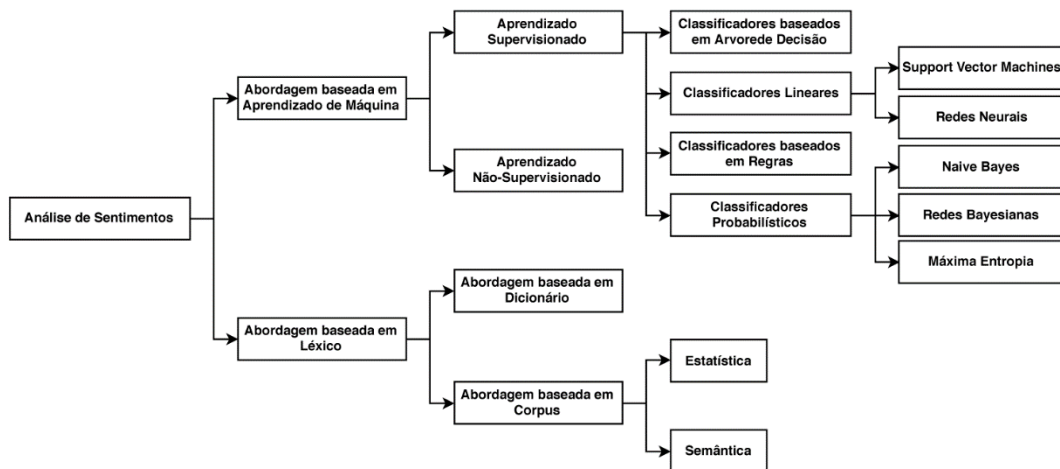 Aprendizado
Supervisionado
Classificadores baseados
em Arvorede Decisão
Support Vector Machines
Abordagem baseada em
Aprendizado de Máquina
Classificadores Lineares
Redes Neurais
Aprendizado
Não-Supervisionado
Classificadores baseados
em Regras
Naive Bayes
Análise de Sentimentos
Classificadores
Probabilísticos
Redes Bayesianas
Máxima Entropia
Abordagem baseada em
Dicionário
Abordagem baseada em
Léxico
Estatística
Abordagem baseada em
Corpus
Semântica